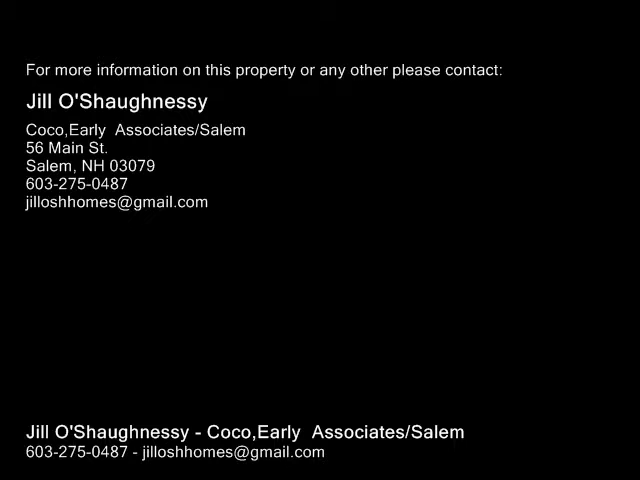 For more information on this property or any other please contact:
Jill O'Shaughnessy
Coco,Early  Associates/Salem
56 Main St.
Salem, NH 03079
603-275-0487
jilloshhomes@gmail.com
Jill O'Shaughnessy - Coco,Early  Associates/Salem
603-275-0487 - jilloshhomes@gmail.com